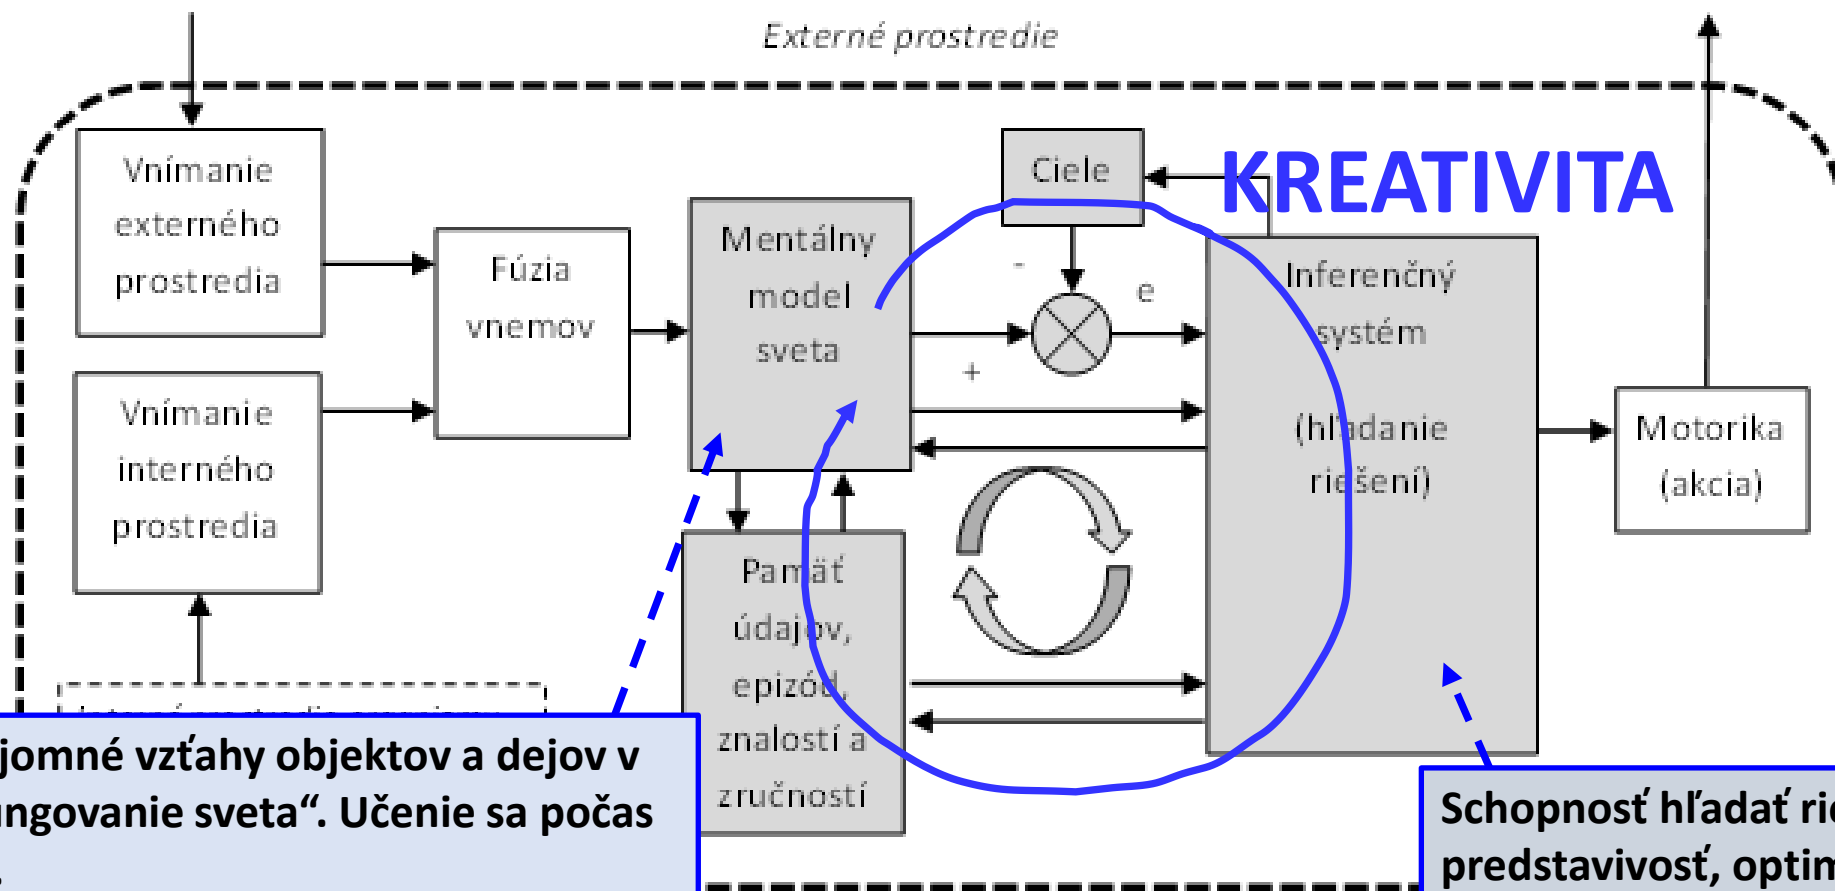 Externé prostredie
Vnímanie
externého
prostredia
Ciele
KREATIVITA
Mentálny
model
sveta
Fúzia
vnemov
-
e
+
Inferenčný
systém
(hľadanie
riešení)
Vnímanie
interného
prostredia
Motorika
(akcia)
Pamäť
údajov,
epizód,
znalostí a
zručností
jomné vzťahy objektov a dejov v
ngovanie sveta“. Učenie sa počas
.
Schopnosť hľadať rie
predstavivosť, optim